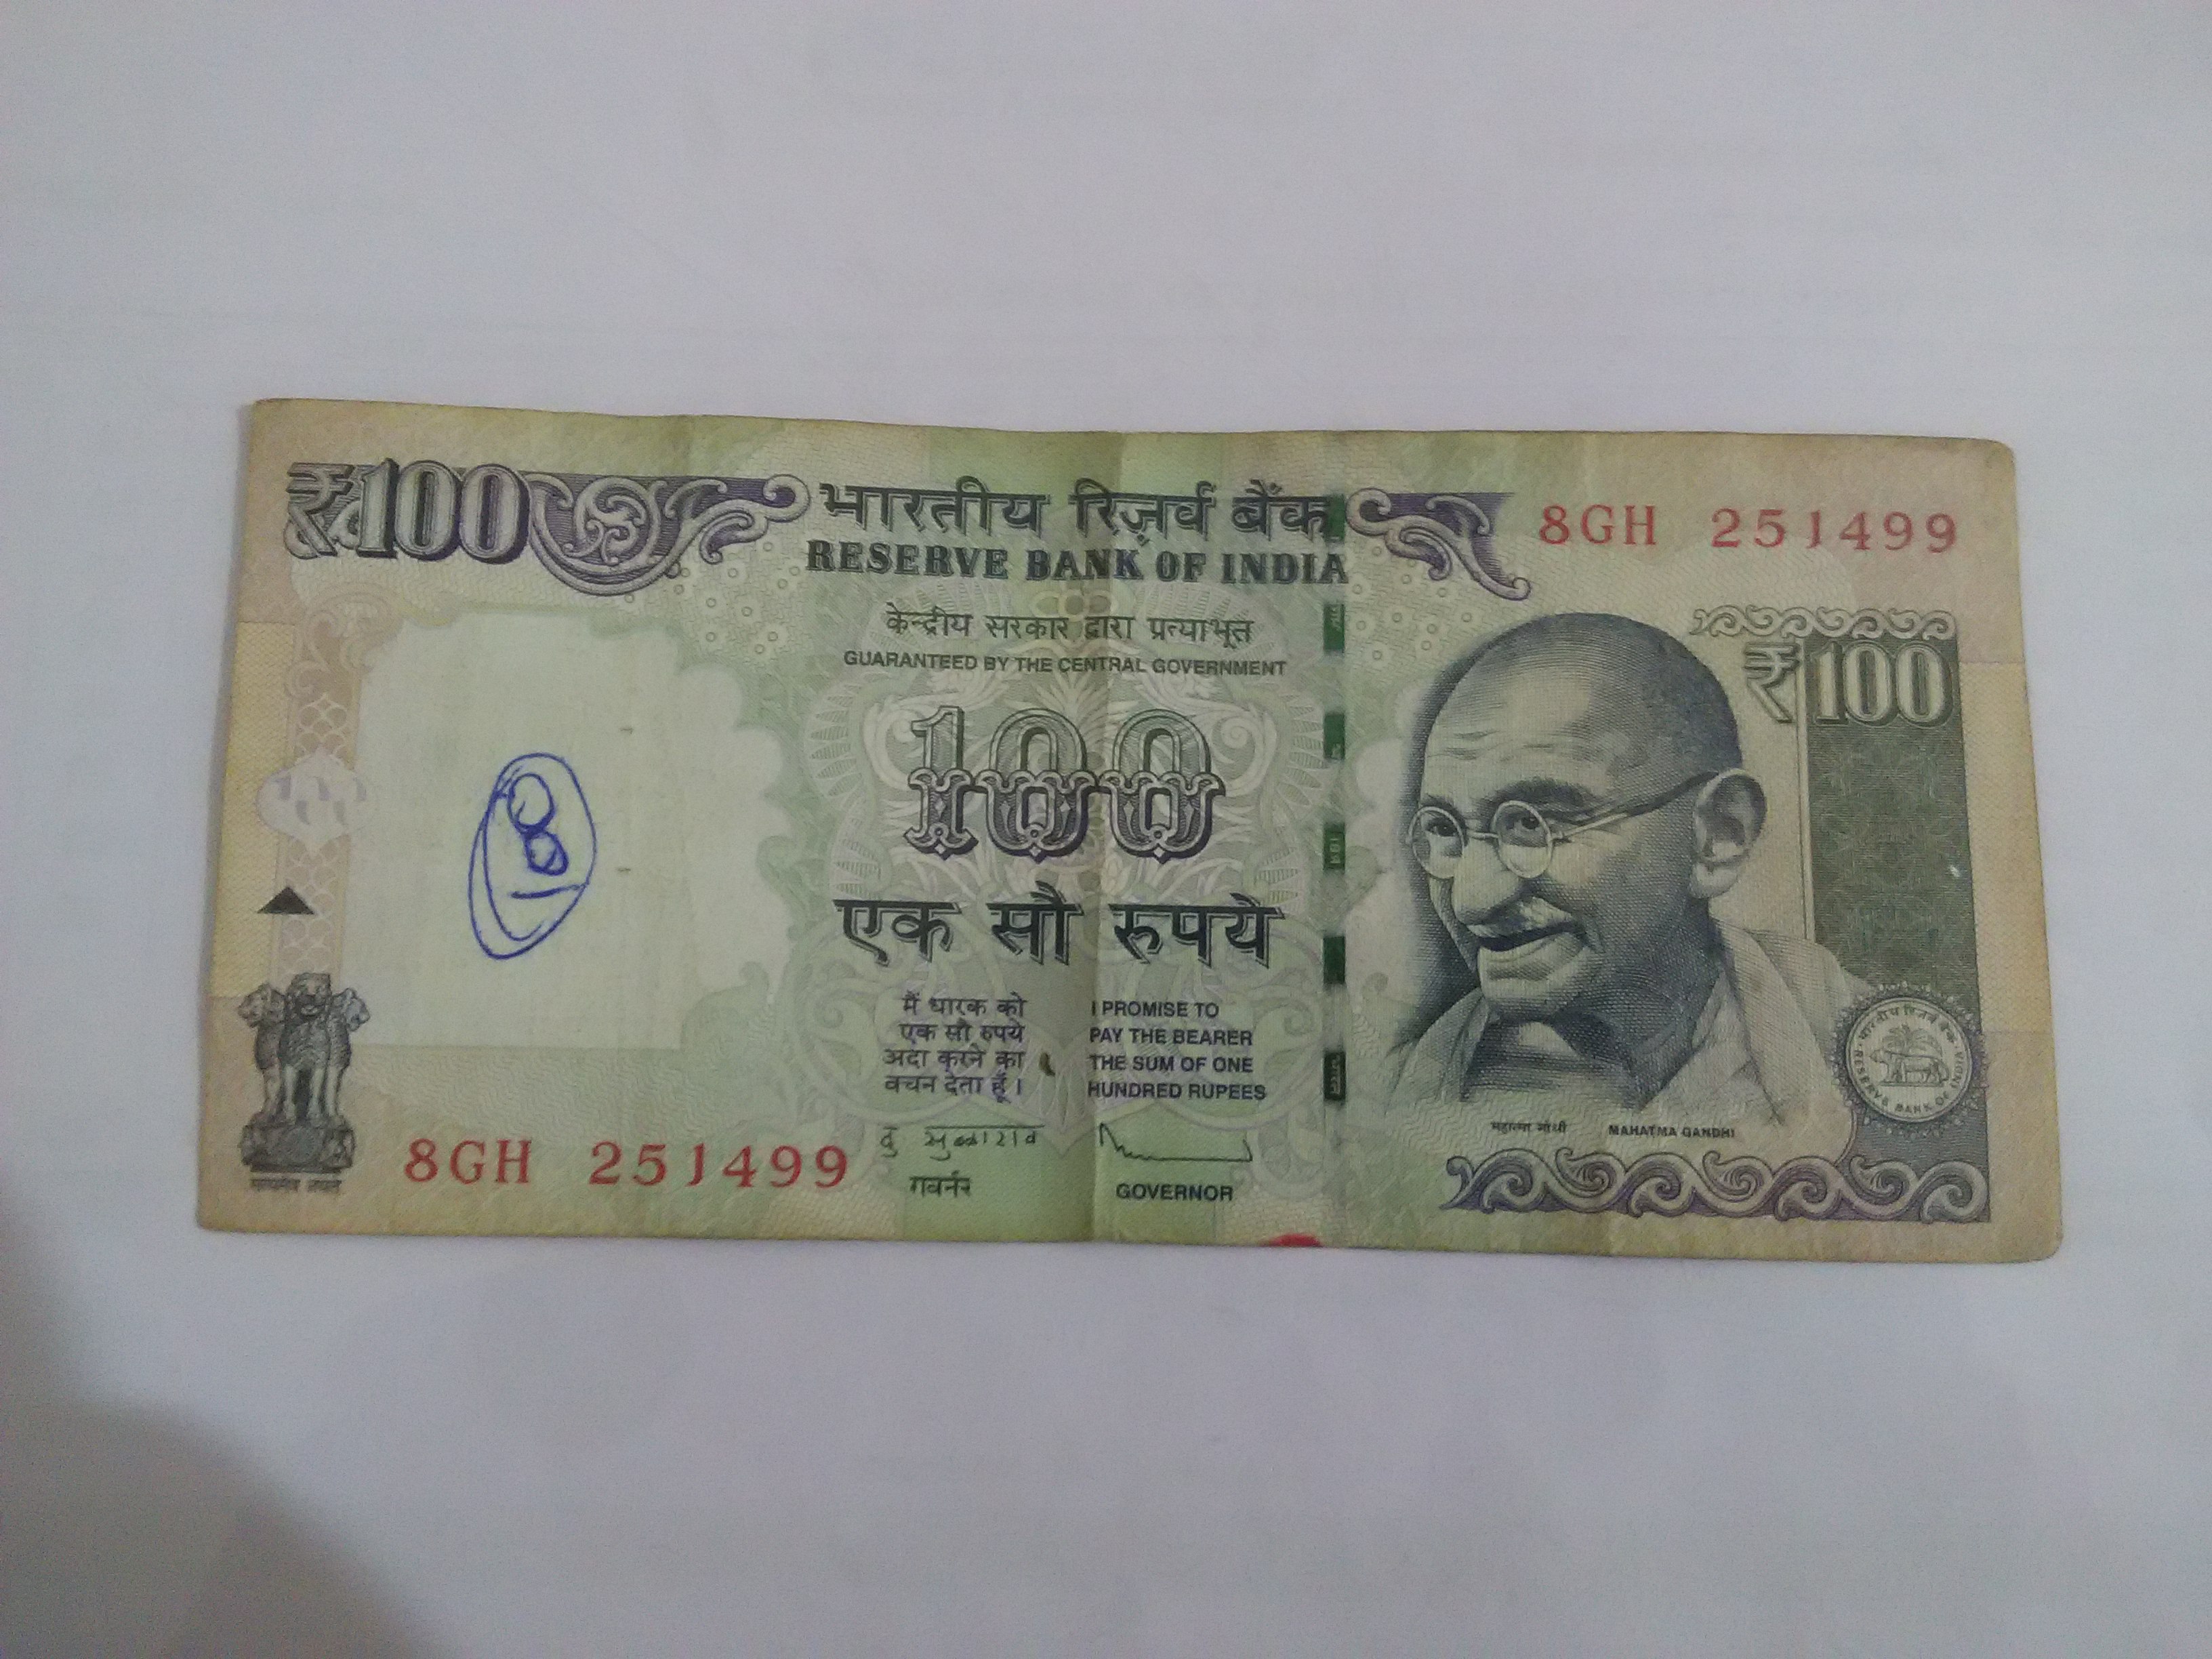 ₹100
भारतीय रिज़र्व बैंक
RESERVE BANK OF INDIA
8GH 251499
केन्द्रीय सरकार द्वारा प्रत्याभूत
GUARANTEED BY THE CENTRAL GOVERNMENT
₹100
100
8
एक सौ रुपये
मैं धारक को
एक सौ रुपये
अदा करने का
वचन देता हूँ।
I PROMISE TO
PAY THE BEARER
THE SUM OF ONE
HUNDRED RUPEES
भारतीय रिज़र्व बैंक
RESERVE BANK OF INDIA
महात्मा गांधी MAHATMA GANDHI
सत्यमेव जयते
8GH 251499
गवर्नर
GOVERNOR